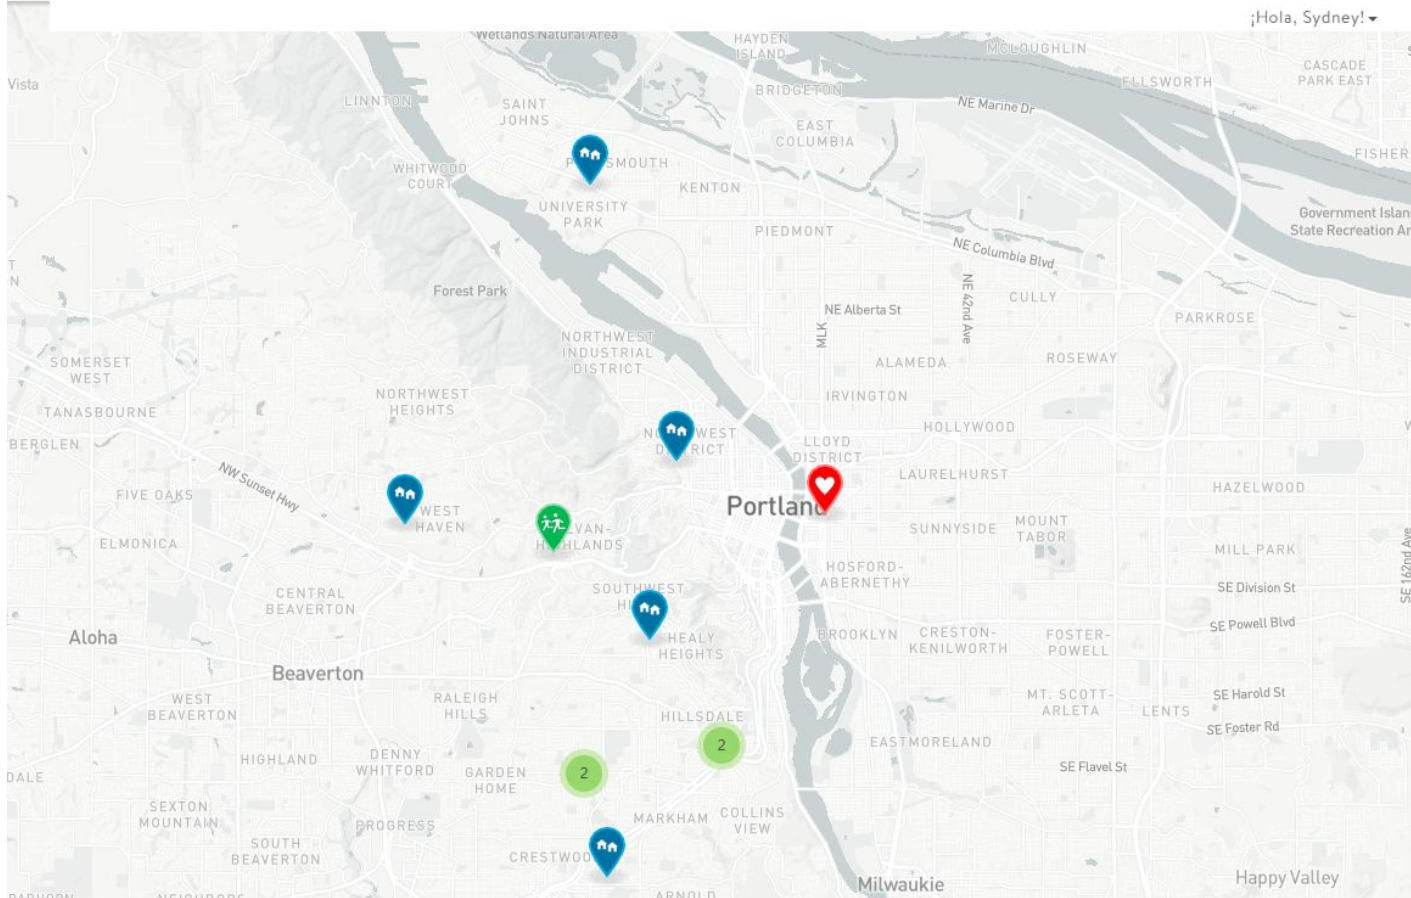 ¡Hola, Sydney!
Wetlands Natural Area
HAYDEN
ISLAND
MCLOUGHLIN
CASCADE
PARK EAST
Vista
ELLSWORTH
BRIDGETON
LINNTON
SAINT
JOHNS
NE Marine Dr
EAST
COLUMBIA
FISHER
WHITWOOD
COURT
SMOUTH
KENTON
UNIVERSITY
PARK
Government Islan
State Recreation Ar
PIEDMONT
NE Columbia Blvd
Forest Park
NE 42nd Ave
CULLY
NE Alberta St
PARKROSE
MLK
NORTHWEST
INDUSTRIAL
DISTRICT
SOMERSET
WEST
ALAMEDA
ROSEWAY
NORTHWEST
HEIGHTS
IRVINGTON
TANASBOURNE
HOLLYWOOD
BERGLEN
LLOYD
DISTRICT
NW Sunset Hwy
LAURELHURST
FIVE OAKS
HAZELWOOD
WEST
HAVEN
Portland
SUNNYSIDE
MOUNT
TABOR
ELMONICA
MILL PARK
SE 162nd Ave
HOSFORD-
ABERNETHY
SE Division St
CENTRAL
BEAVERTON
SOUTHWEST
SE Powell Blvd
Aloha
HEALY
HEIGHTS
BROOKLYN
CRESTON-
KENILWORTH
FOSTER-
POWELL
Beaverton
WEST
BEAVERTON
RALEIGH
HILLS
MT. SCOTT-
ARLETA
SE Harold St
LENTS
HILLSDALE
SE Foster Rd
2
EASTMORELAND
HIGHLAND
DENNY
WHITFORD
GARDEN
HOME
2
SE Flavel St
DALE
SEXTON
MOUNTAIN
PROGRESS
MARKHAM
COLLINS
VIEW
SOUTH
BEAVERTON
CRESTWOO
Milwaukie
Happy Valley
ARNOLD